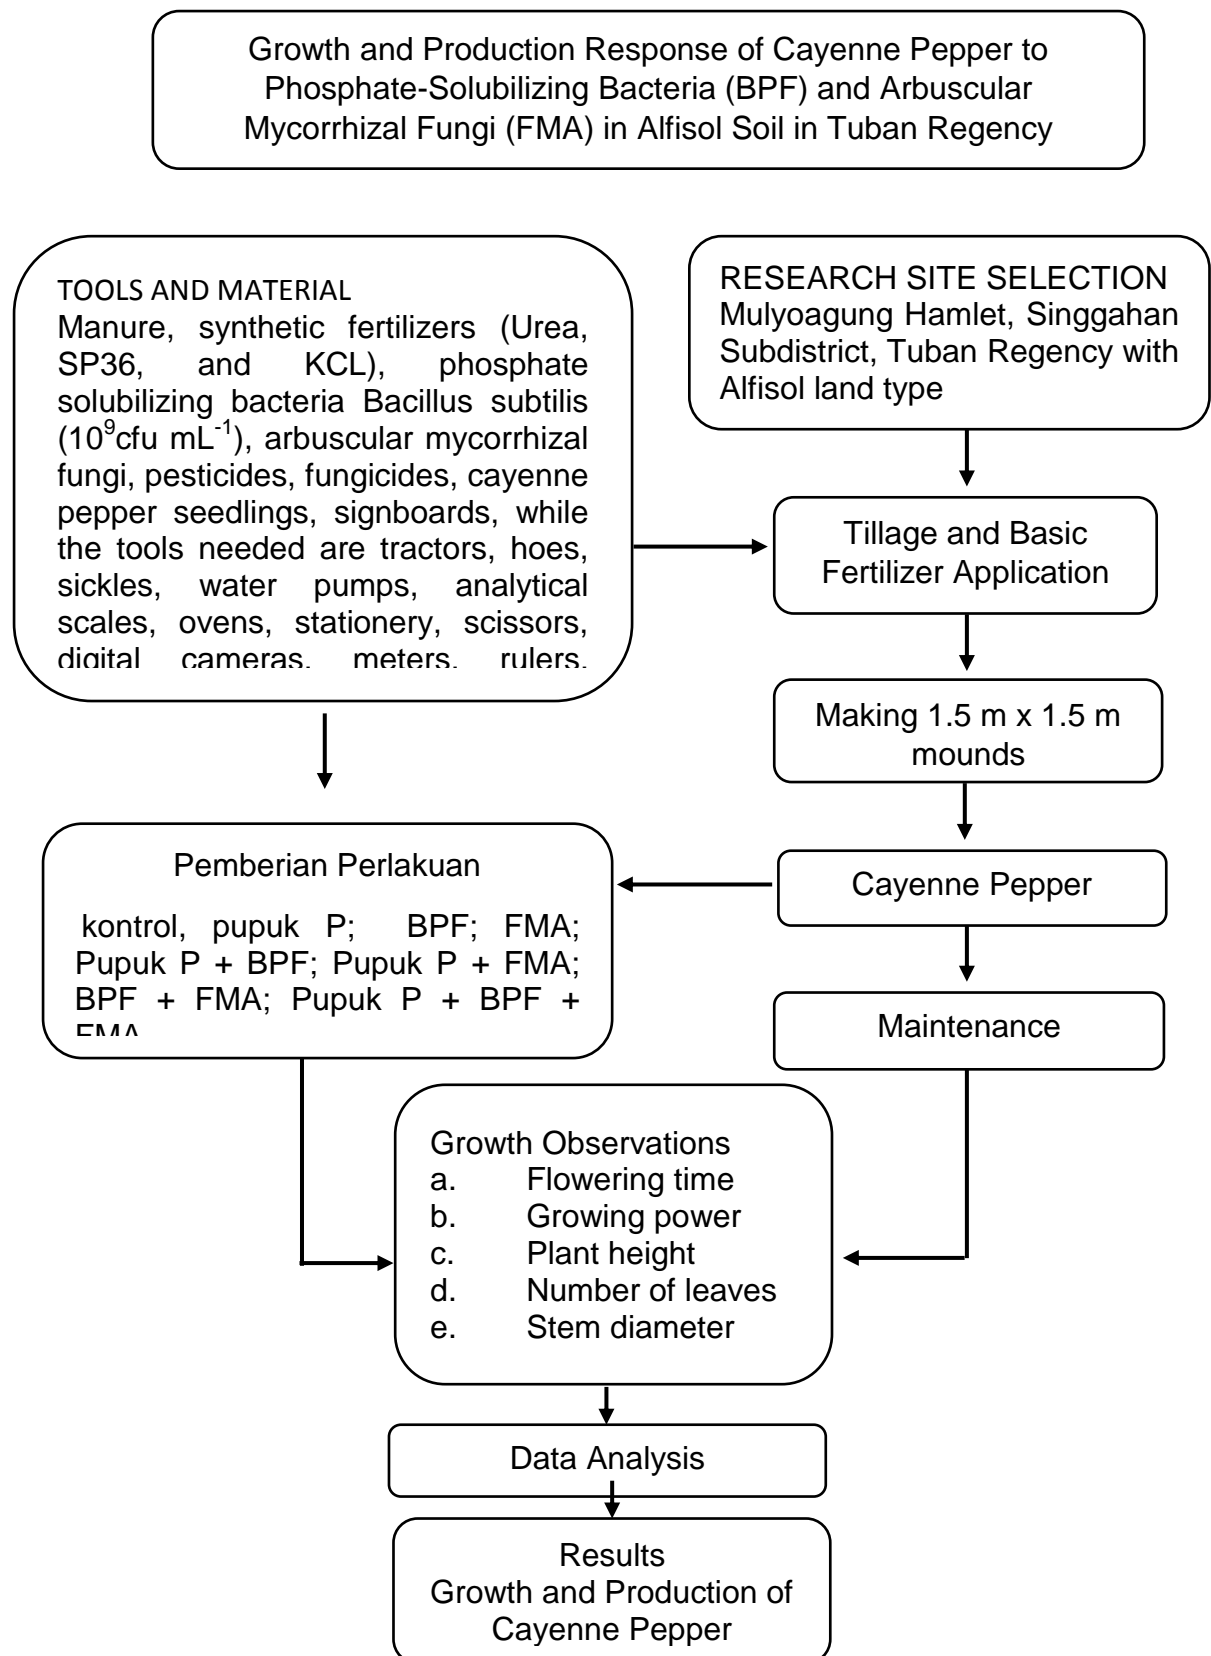 Growth and Production Response of Cayenne Pepper to
Phosphate-Solubilizing Bacteria (BPF) and Arbuscular
Mycorrhizal Fungi (FMA) in Alfisol Soil in Tuban Regency
TOOLS AND MATERIAL
Manure, synthetic fertilizers (Urea,
SP36, and KCL), phosphate
solubilizing bacteria Bacillus subtilis
(10⁹cfu mL⁻¹), arbuscular mycorrhizal
fungi, pesticides, fungicides, cayenne
pepper seedlings, signboards, while
the tools needed are tractors, hoes,
sickles, water pumps, analytical
scales, ovens, stationery, scissors,
digital cameras, meters, rulers,
RESEARCH SITE SELECTION
Mulyoagung Hamlet, Singgahan
Subdistrict, Tuban Regency with
Alfisol land type
Tillage and Basic
Fertilizer Application
Making 1.5 m x 1.5 m
mounds
Cayenne Pepper
Maintenance
Pemberian Perlakuan
kontrol, pupuk P; BPF; FMA;
Pupuk P + BPF; Pupuk P + FMA;
BPF + FMA; Pupuk P + BPF +
FMA
Growth Observations
a. Flowering time
b. Growing power
c. Plant height
d. Number of leaves
e. Stem diameter
Data Analysis
Results
Growth and Production of
Cayenne Pepper